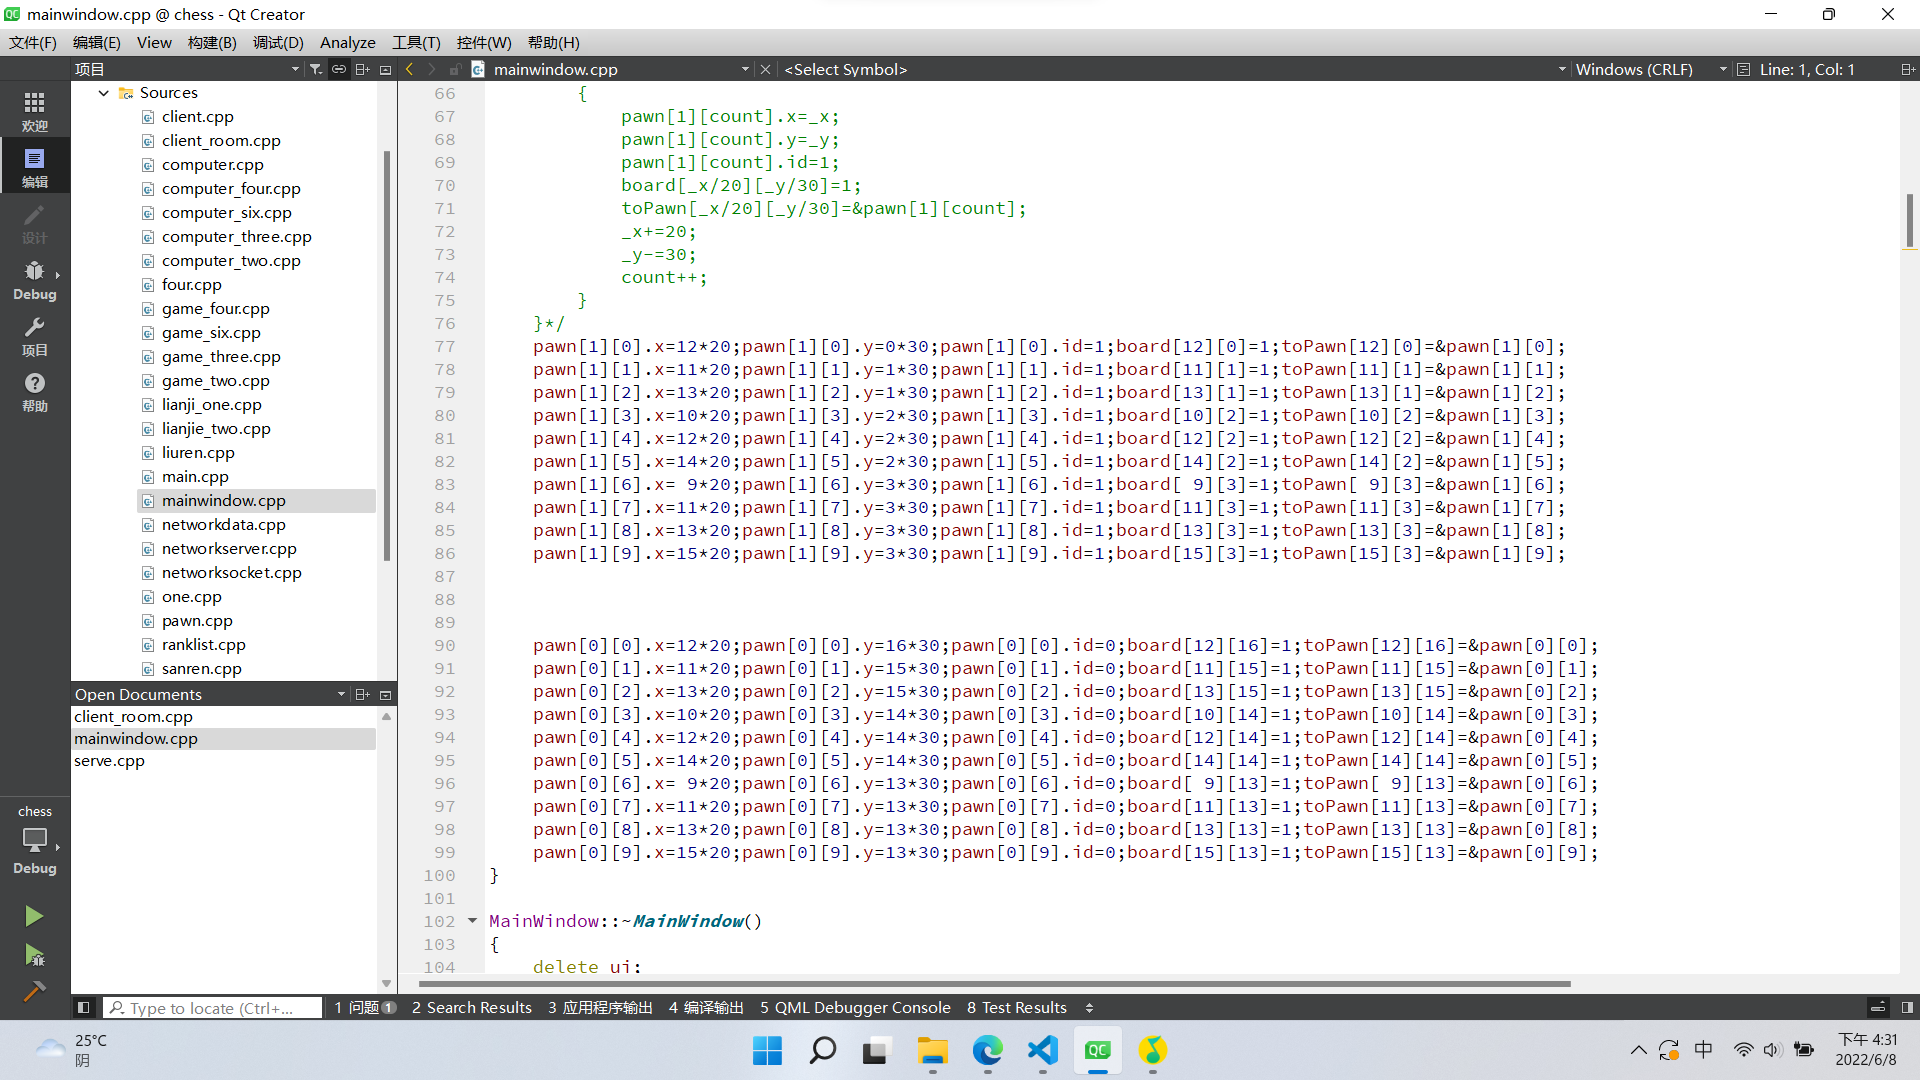 mainwindow.cpp @ chess - Qt Creator
文件(F) 编辑(E) View 构建(B) 调试(D) Analyze 工具(T) 控件(W) 帮助(H)
项目
mainwindow.cpp
<Select Symbol>
Windows (CRLF)
Line: 1, Col: 1
欢迎
编辑
设计
Debug
项目
帮助
chess
Debug
Sources
client.cpp
client_room.cpp
computer.cpp
computer_four.cpp
computer_six.cpp
computer_three.cpp
computer_two.cpp
four.cpp
game_four.cpp
game_six.cpp
game_three.cpp
game_two.cpp
lianji_one.cpp
lianjie_two.cpp
liuren.cpp
main.cpp
mainwindow.cpp
networkdata.cpp
networkserver.cpp
networksocket.cpp
one.cpp
pawn.cpp
ranklist.cpp
sanren.cpp
Open Documents
client_room.cpp
mainwindow.cpp
serve.cpp
66 {
67 pawn[1][count].x=_x;
68 pawn[1][count].y=_y;
69 pawn[1][count].id=1;
70 board[_x/20][_y/30]=1;
71 toPawn[_x/20][_y/30]=&pawn[1][count];
72 _x+=20;
73 _y-=30;
74 count++;
75 }
76 }*/
77 pawn[1][0].x=12*20;pawn[1][0].y=0*30;pawn[1][0].id=1;board[12][0]=1;toPawn[12][0]=&pawn[1][0];
78 pawn[1][1].x=11*20;pawn[1][1].y=1*30;pawn[1][1].id=1;board[11][1]=1;toPawn[11][1]=&pawn[1][1];
79 pawn[1][2].x=13*20;pawn[1][2].y=1*30;pawn[1][2].id=1;board[13][1]=1;toPawn[13][1]=&pawn[1][2];
80 pawn[1][3].x=10*20;pawn[1][3].y=2*30;pawn[1][3].id=1;board[10][2]=1;toPawn[10][2]=&pawn[1][3];
81 pawn[1][4].x=12*20;pawn[1][4].y=2*30;pawn[1][4].id=1;board[12][2]=1;toPawn[12][2]=&pawn[1][4];
82 pawn[1][5].x=14*20;pawn[1][5].y=2*30;pawn[1][5].id=1;board[14][2]=1;toPawn[14][2]=&pawn[1][5];
83 pawn[1][6].x= 9*20;pawn[1][6].y=3*30;pawn[1][6].id=1;board[ 9][3]=1;toPawn[ 9][3]=&pawn[1][6];
84 pawn[1][7].x=11*20;pawn[1][7].y=3*30;pawn[1][7].id=1;board[11][3]=1;toPawn[11][3]=&pawn[1][7];
85 pawn[1][8].x=13*20;pawn[1][8].y=3*30;pawn[1][8].id=1;board[13][3]=1;toPawn[13][3]=&pawn[1][8];
86 pawn[1][9].x=15*20;pawn[1][9].y=3*30;pawn[1][9].id=1;board[15][3]=1;toPawn[15][3]=&pawn[1][9];
87
88
89
90 pawn[0][0].x=12*20;pawn[0][0].y=16*30;pawn[0][0].id=0;board[12][16]=1;toPawn[12][16]=&pawn[0][0];
91 pawn[0][1].x=11*20;pawn[0][1].y=15*30;pawn[0][1].id=0;board[11][15]=1;toPawn[11][15]=&pawn[0][1];
92 pawn[0][2].x=13*20;pawn[0][2].y=15*30;pawn[0][2].id=0;board[13][15]=1;toPawn[13][15]=&pawn[0][2];
93 pawn[0][3].x=10*20;pawn[0][3].y=14*30;pawn[0][3].id=0;board[10][14]=1;toPawn[10][14]=&pawn[0][3];
94 pawn[0][4].x=12*20;pawn[0][4].y=14*30;pawn[0][4].id=0;board[12][14]=1;toPawn[12][14]=&pawn[0][4];
95 pawn[0][5].x=14*20;pawn[0][5].y=14*30;pawn[0][5].id=0;board[14][14]=1;toPawn[14][14]=&pawn[0][5];
96 pawn[0][6].x= 9*20;pawn[0][6].y=13*30;pawn[0][6].id=0;board[ 9][13]=1;toPawn[ 9][13]=&pawn[0][6];
97 pawn[0][7].x=11*20;pawn[0][7].y=13*30;pawn[0][7].id=0;board[11][13]=1;toPawn[11][13]=&pawn[0][7];
98 pawn[0][8].x=13*20;pawn[0][8].y=13*30;pawn[0][8].id=0;board[13][13]=1;toPawn[13][13]=&pawn[0][8];
99 pawn[0][9].x=15*20;pawn[0][9].y=13*30;pawn[0][9].id=0;board[15][13]=1;toPawn[15][13]=&pawn[0][9];
100 }
101
102 MainWindow::~MainWindow()
103 {
104 delete ui;
Type to locate (Ctrl+...
1 问题 1 2 Search Results 3 应用程序输出 4 编译输出 5 QML Debugger Console 8 Test Results
25°C
阴
QC
中
下午 4:31
2022/6/8